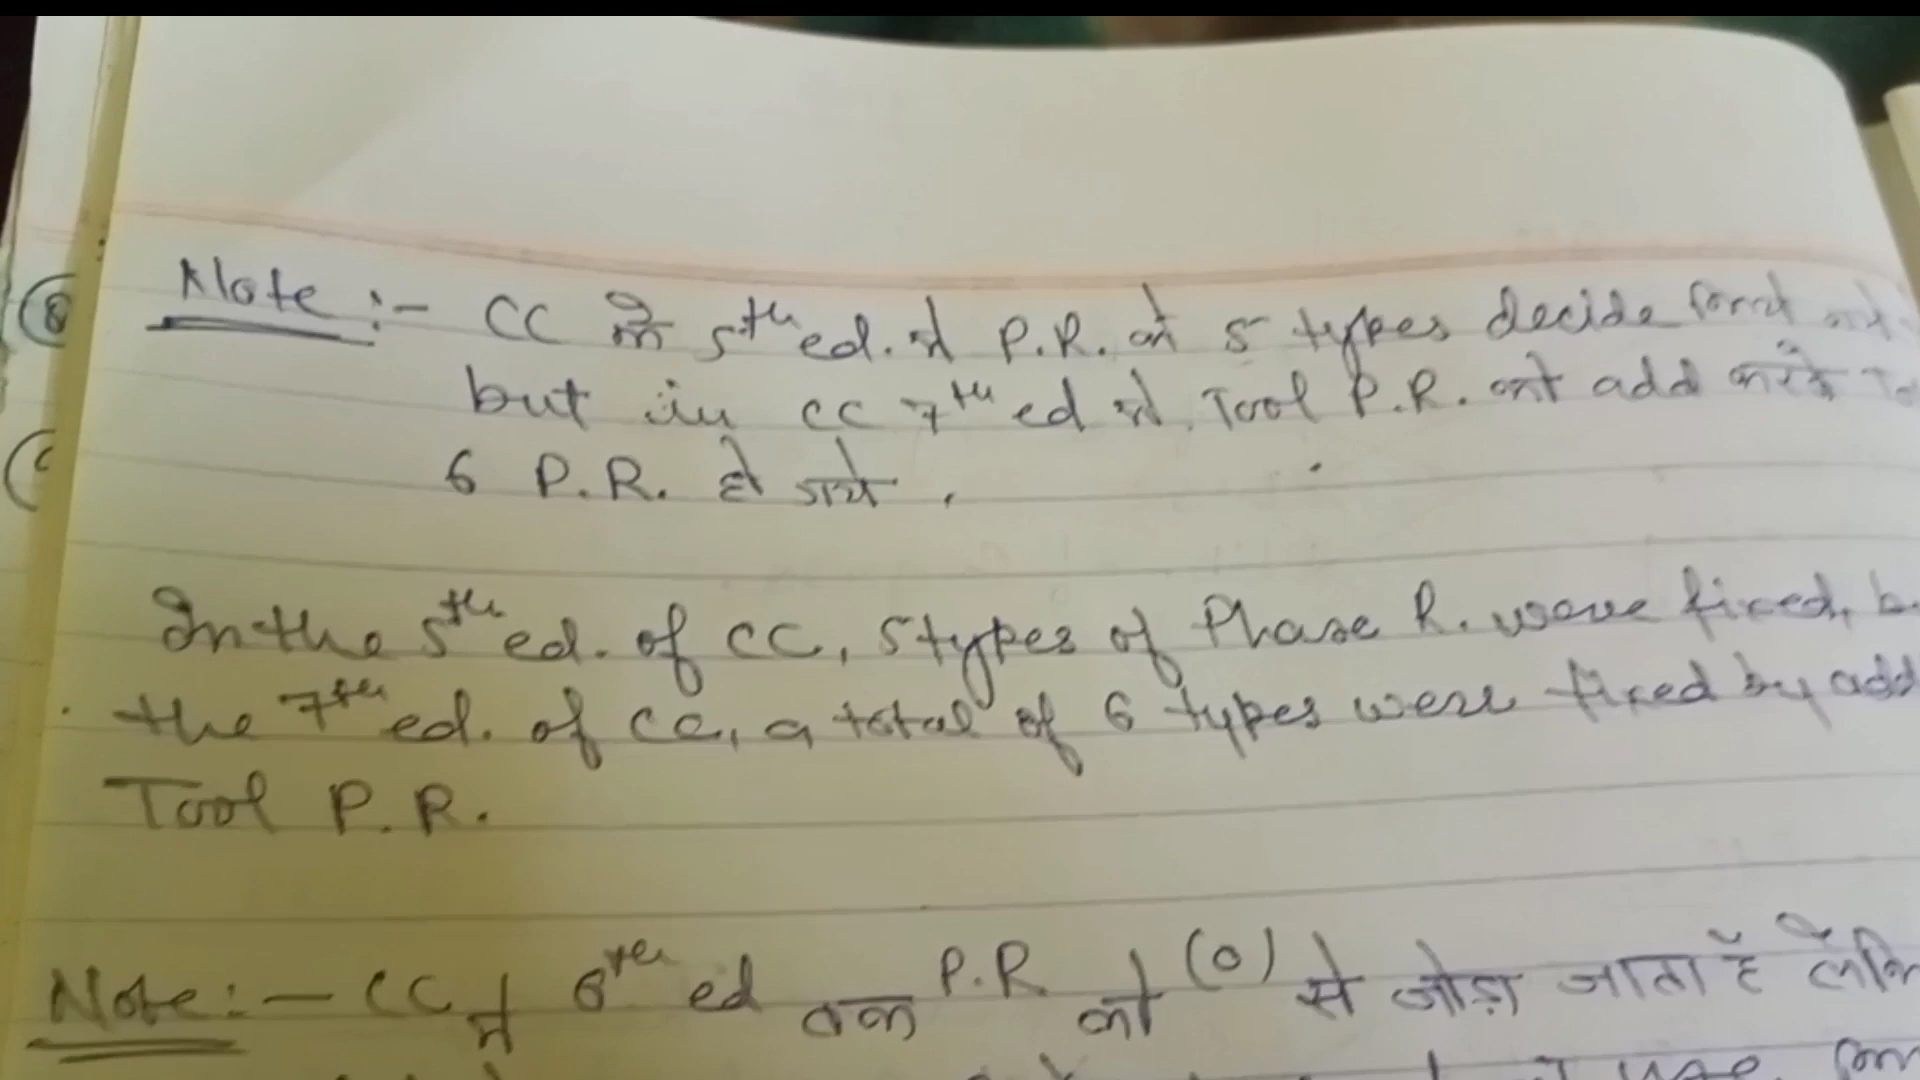 Note :- CC के 5th ed. में P.R. के 5 types decide किया
but in CC 7th ed में Tool P.R. को add करके
6 P.R. हो गये .
In the 5th ed. of CC, 5 types of Phase R. were fixed,
the 7th ed. of CC, a total of 6 types were fixed by add
Tool P.R.
Note :- CC में 6th ed तक P.R को (0) से जोड़ा जाता है